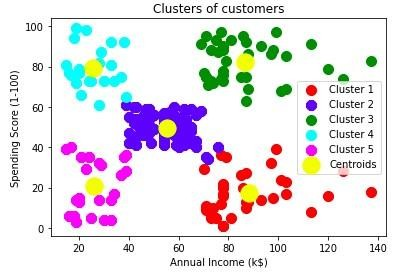 Clusters of customers
Spending Score (1-100)
100
80
60
40
20
0
Cluster 1
Cluster 2
Cluster 3
Cluster 4
Cluster 5
Centroids
20 40 60 80 100 120 140
Annual Income (k$)